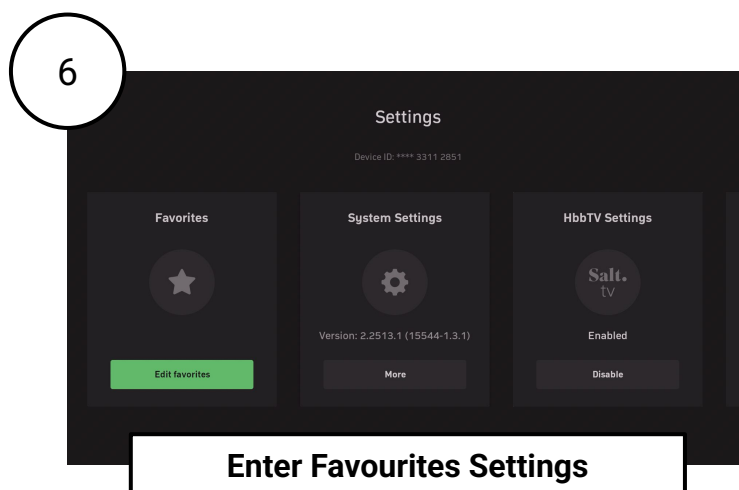 6
Settings
Device ID: **** 3311 2851
Favorites
System Settings
HbbTV Settings
Salt.
tv
Version: 2.2513.1 (15544-1.3.1)
Enabled
Edit favorites
More
Disable
Enter Favourites Settings